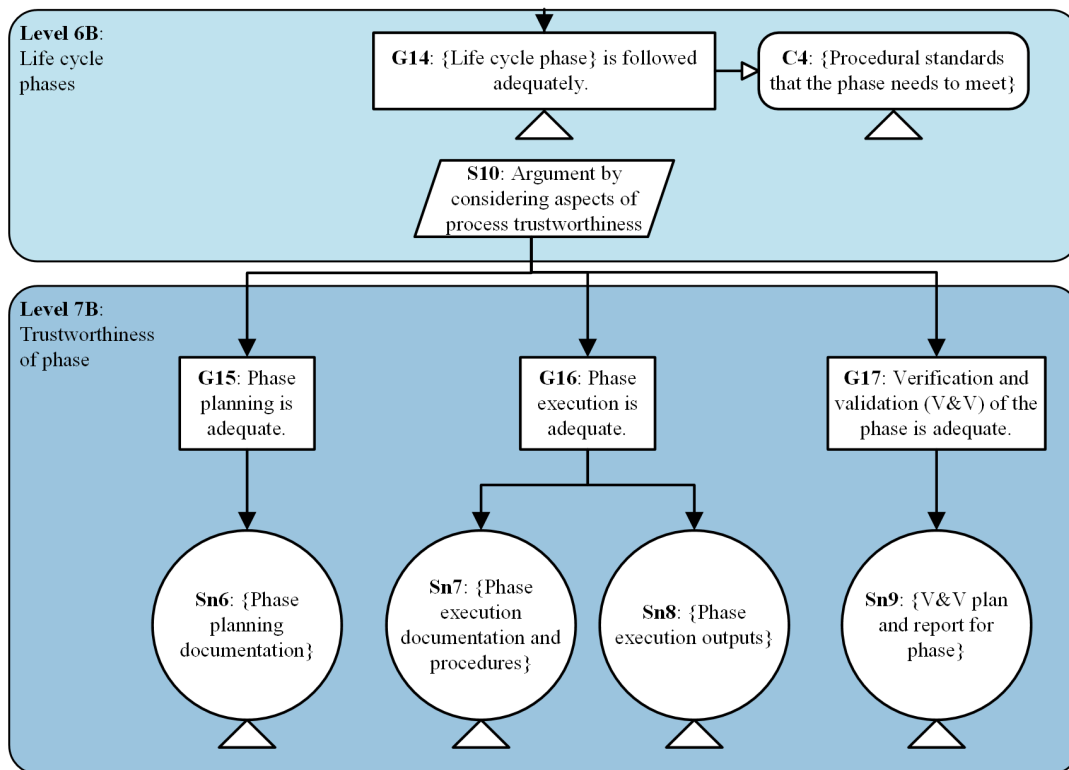 Level 6B:
Life cycle
phases
G14: {Life cycle phase} is followed
adequately.
C4: {Procedural standards
that the phase needs to meet}
S10: Argument by
considering aspects of
process trustworthiness
Level 7B:
Trustworthiness
of phase
G15: Phase
planning is
adequate.
G16: Phase
execution is
adequate.
G17: Verification and
validation (V&V) of the
phase is adequate.
Sn6: {Phase
planning
documentation}
Sn7: {Phase
execution
documentation and
procedures}
Sn8: {Phase
execution outputs}
Sn9: {V&V plan
and report for
phase}